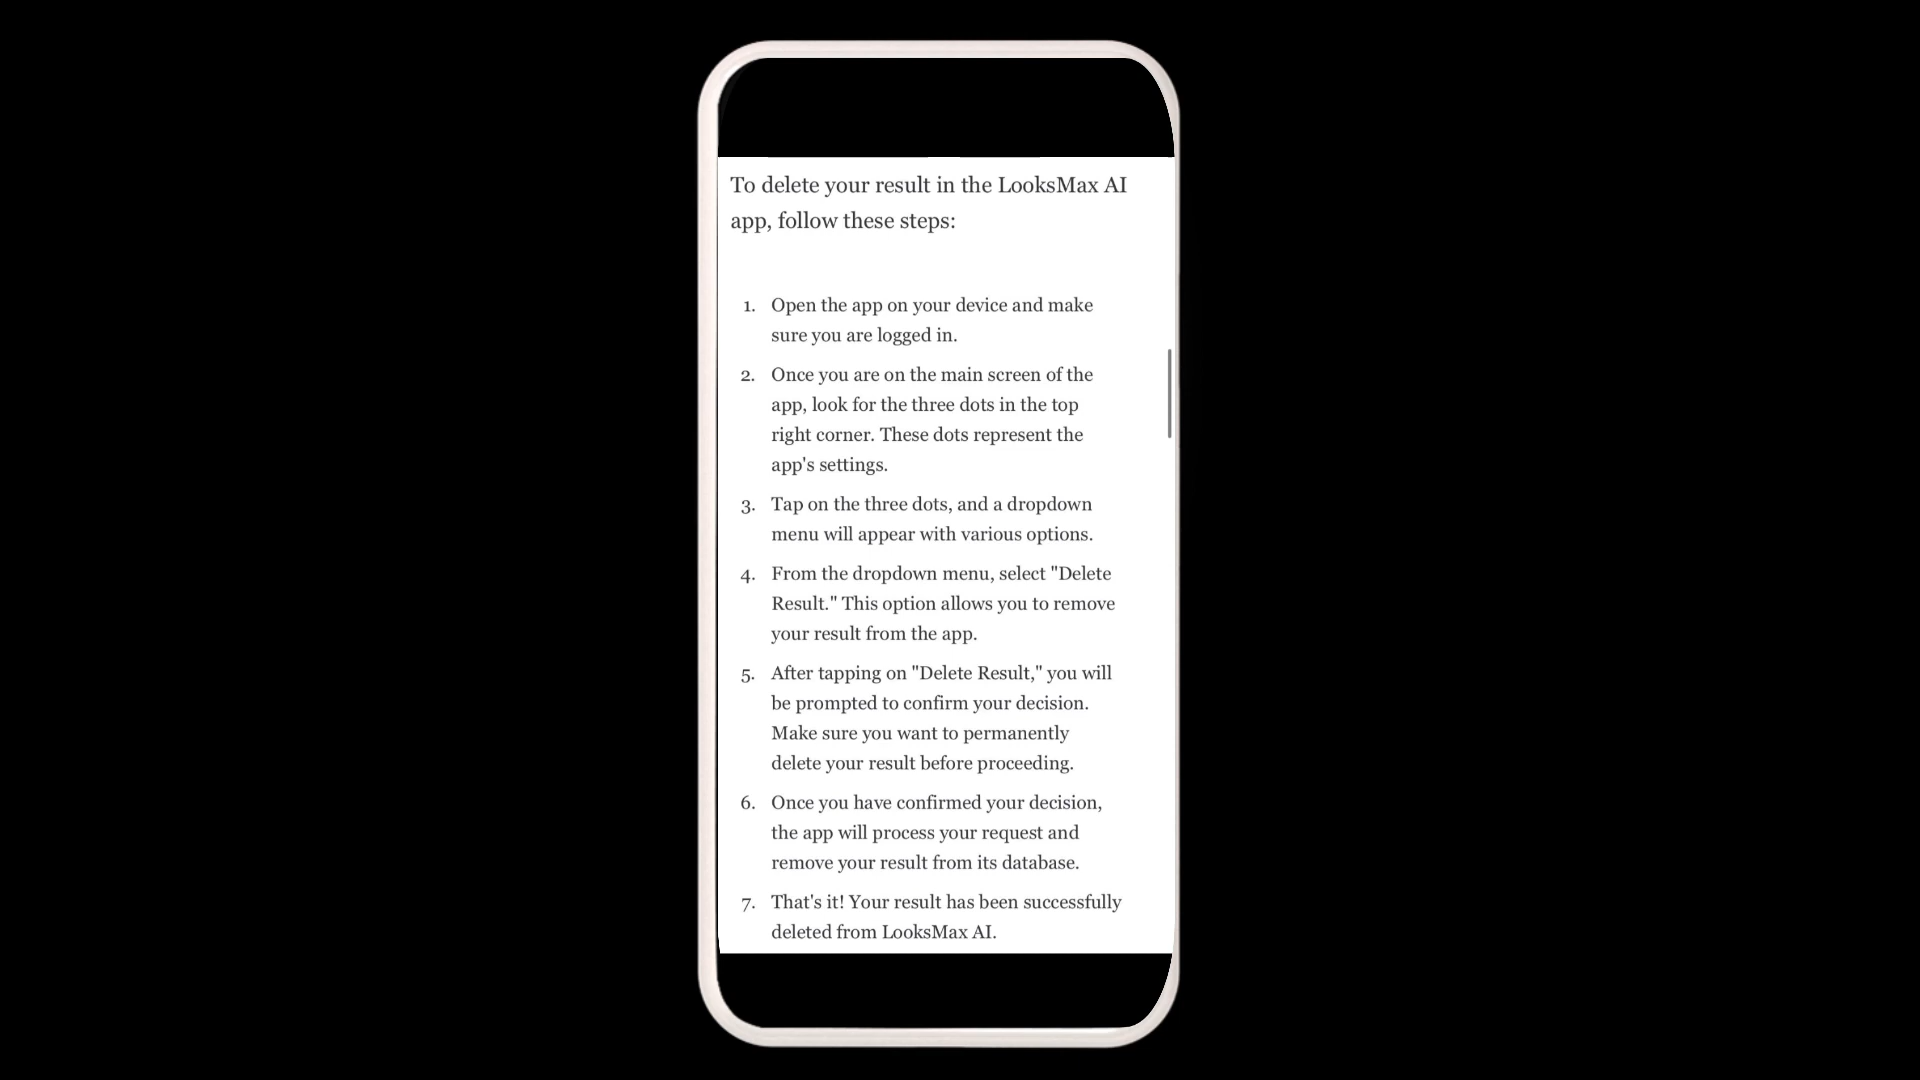 To delete your result in the LooksMax AI
app, follow these steps:
1. Open the app on your device and make
sure you are logged in.
2. Once you are on the main screen of the
app, look for the three dots in the top
right corner. These dots represent the
app's settings.
3. Tap on the three dots, and a dropdown
menu will appear with various options.
4. From the dropdown menu, select "Delete
Result." This option allows you to remove
your result from the app.
5. After tapping on "Delete Result," you will
be prompted to confirm your decision.
Make sure you want to permanently
delete your result before proceeding.
6. Once you have confirmed your decision,
the app will process your request and
remove your result from its database.
7. That's it! Your result has been successfully
deleted from LooksMax AI.